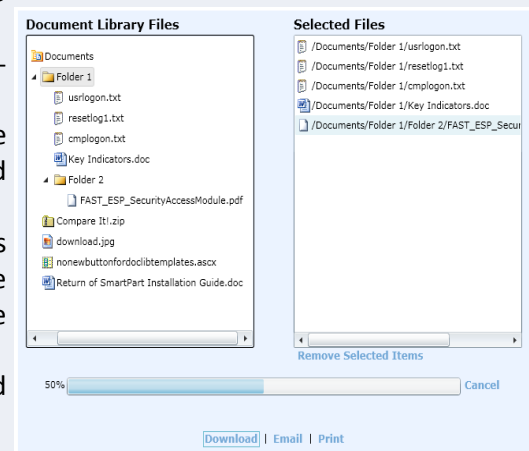 Document Library Files
Documents
Folder 1
usrlogon.txt
resetlog1.txt
cmplogon.txt
Key Indicators.doc
Folder 2
FAST_ESP_SecurityAccessModule.pdf
Compare It!.zip
download.jpg
nonewbuttonfordoclibtemplates.ascx
Return of SmartPart Installation Guide.doc
Selected Files
/Documents/Folder 1/usrlogon.txt
/Documents/Folder 1/resetlog1.txt
/Documents/Folder 1/cmplogon.txt
/Documents/Folder 1/Key Indicators.doc
/Documents/Folder 1/Folder 2/FAST_ESP_Secur
Remove Selected Items
50% Cancel
Download | Email | Print